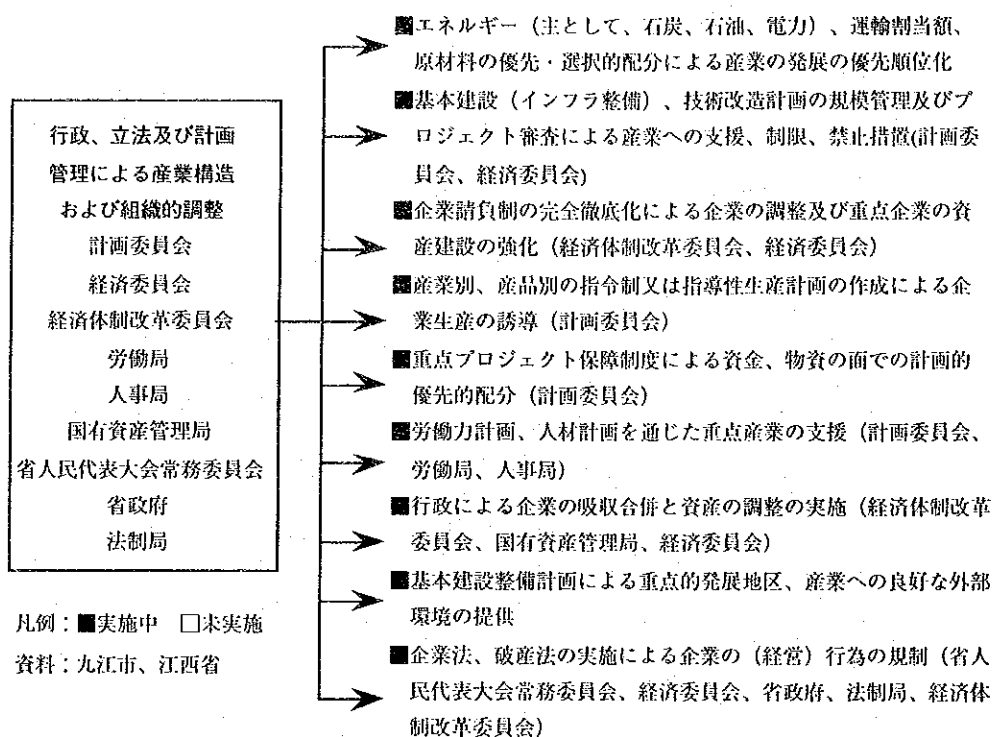 行政、立法及び計画
管理による産業構造
および組織的調整
計画委員会
経済委員会
経済体制改革委員会
労働局
人事局
国有資産管理局
省人民代表大会常務委員会
省政府
法制局
凡例：■実施中　□未実施
資料：九江市、江西省
■エネルギー（主として、石炭、石油、電力）、運輸割当額、
原材料の優先・選択的配分による産業の発展の優先順位化
■基本建設（インフラ整備）、技術改造計画の規模管理及びプ
ロジェクト審査による産業への支援、制限、禁止措置(計画委
員会、経済委員会)
■企業請負制の完全徹底化による企業の調整及び重点企業の資
産建設の強化（経済体制改革委員会、経済委員会）
■産業別、産品別の指令制又は指導性生産計画の作成による企
業生産の誘導（計画委員会）
■重点プロジェクト保障制度による資金、物資の面での計画的
優先的配分（計画委員会）
■労働力計画、人材計画を通じた重点産業の支援（計画委員会、
労働局、人事局）
■行政による企業の吸収合併と資産の調整の実施（経済体制改革
委員会、国有資産管理局、経済委員会）
■基本建設整備計画による重点的発展地区、産業への良好な外部
環境の提供
■企業法、破産法の実施による企業の（経営）行為の規制（省人
民代表大会常務委員会、経済委員会、省政府、法制局、経済体
制改革委員会）